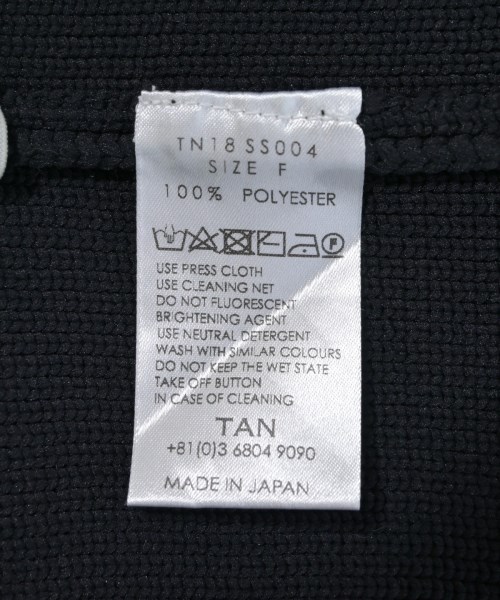 TN18 SS004
SIZE F
100% POLYESTER
USE PRESS CLOTH
USE CLEANING NET
DO NOT FLUORESCENT
BRIGHTENING AGENT
USE NEUTRAL DETERGENT
WASH WITH SIMILAR COLOURS
DO NOT KEEP THE WET STATE
TAKE OFF BUTTON
IN CASE OF CLEANING
TAN
+81(0)3 6804 9090
MADE IN JAPAN